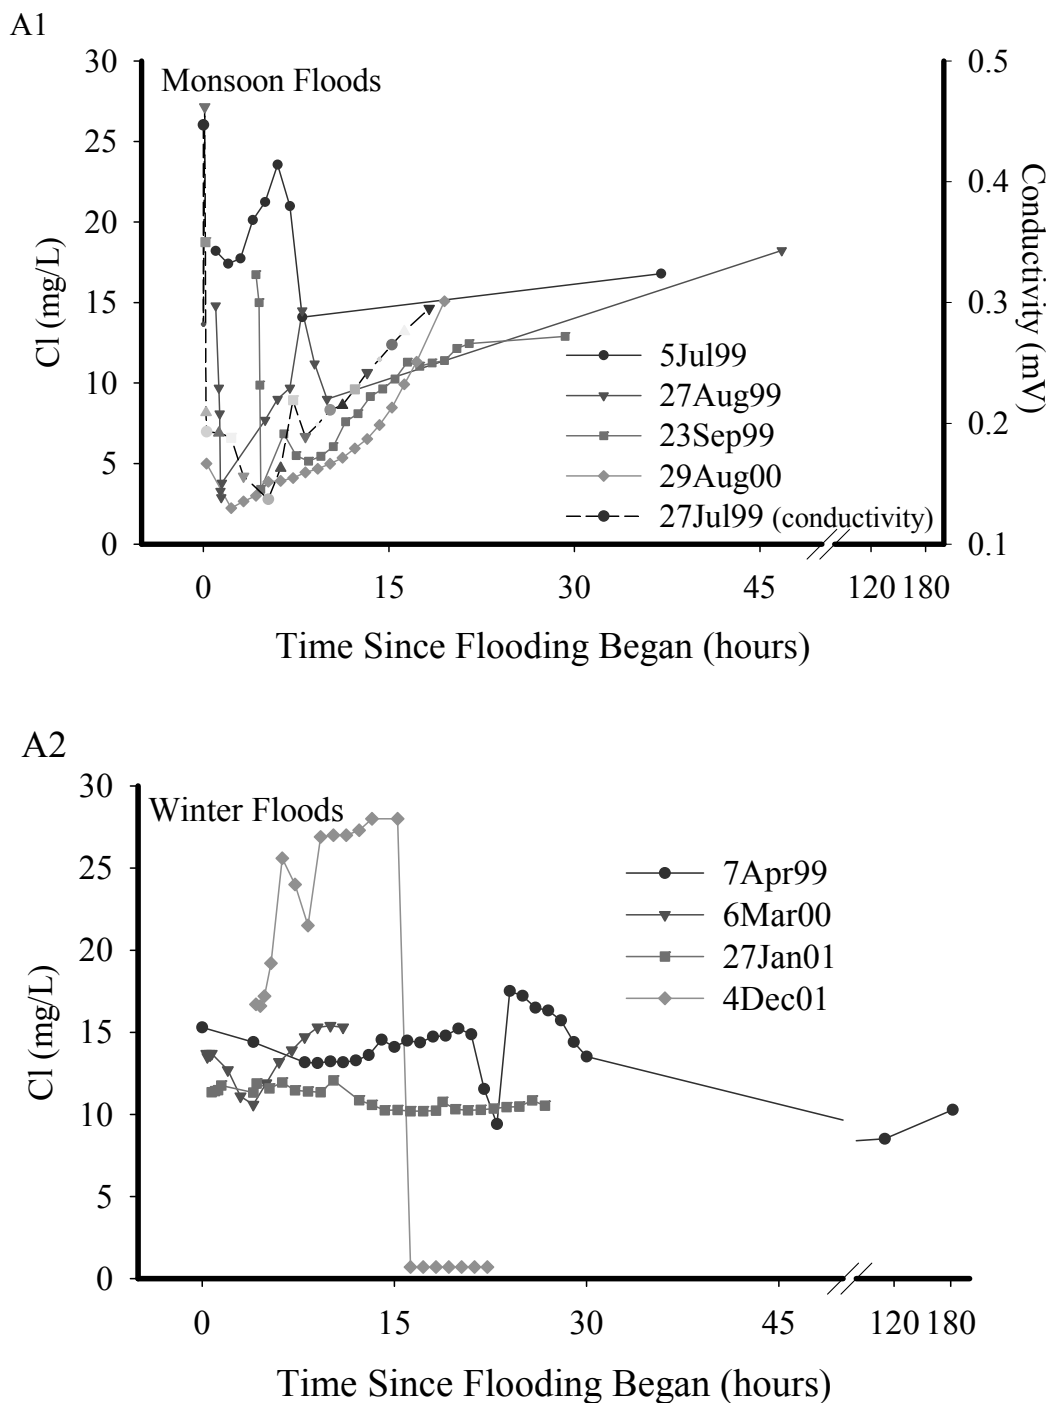 A1
Monsoon Floods
30
25
20
15
10
5
0
Cl (mg/L)
0.5
0.4
0.3
0.2
0.1
Conductivity (mV)
5Jul99
27Aug99
23Sep99
29Aug00
27Jul99 (conductivity)
0 15 30 45 120 180
Time Since Flooding Began (hours)
A2
Winter Floods
30
25
20
15
10
5
0
Cl (mg/L)
7Apr99
6Mar00
27Jan01
4Dec01
0 15 30 45 120 180
Time Since Flooding Began (hours)